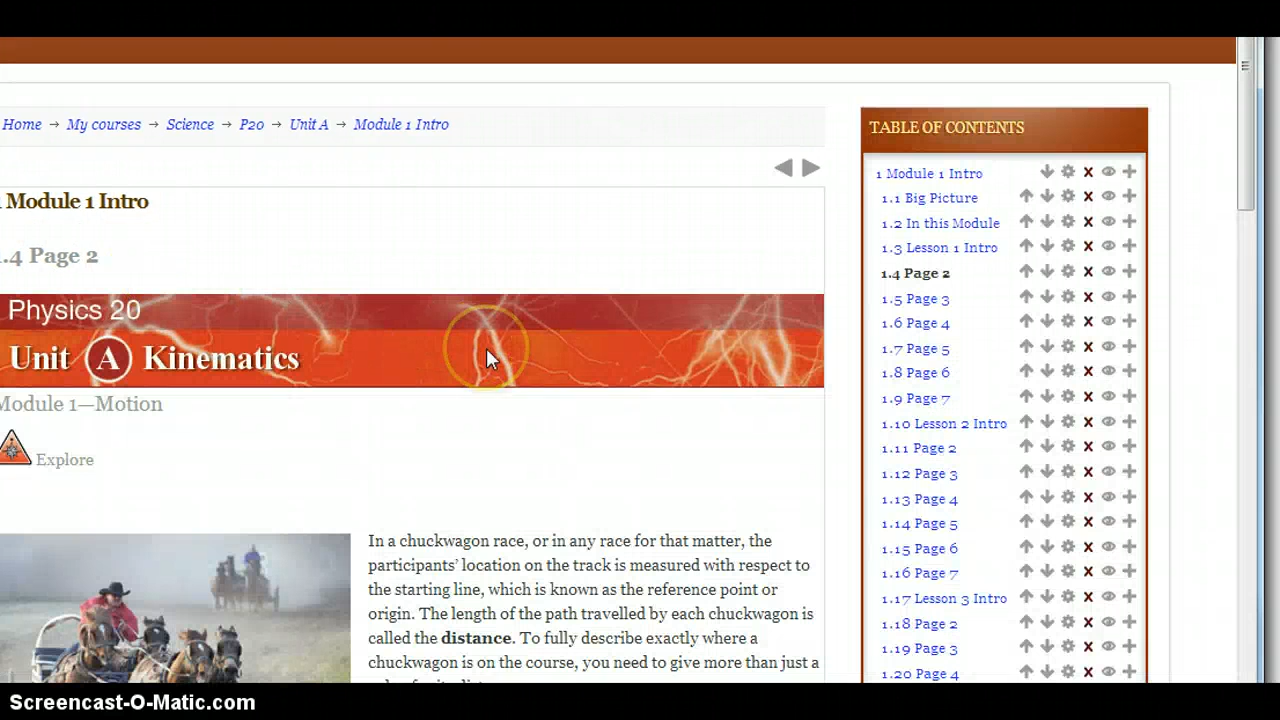 Home → My courses → Science → P20 → Unit A → Module 1 Intro
Module 1 Intro
1.4 Page 2
Physics 20
Unit A Kinematics
Module 1—Motion
Explore
In a chuckwagon race, or in any race for that matter, the
participants’ location on the track is measured with respect to
the starting line, which is known as the reference point or
origin. The length of the path travelled by each chuckwagon is
called the distance. To fully describe exactly where a
chuckwagon is on the course, you need to give more than just a
TABLE OF CONTENTS
1 Module 1 Intro
1.1 Big Picture
1.2 In this Module
1.3 Lesson 1 Intro
1.4 Page 2
1.5 Page 3
1.6 Page 4
1.7 Page 5
1.8 Page 6
1.9 Page 7
1.10 Lesson 2 Intro
1.11 Page 2
1.12 Page 3
1.13 Page 4
1.14 Page 5
1.15 Page 6
1.16 Page 7
1.17 Lesson 3 Intro
1.18 Page 2
1.19 Page 3
1.20 Page 4
Screencast-O-Matic.com